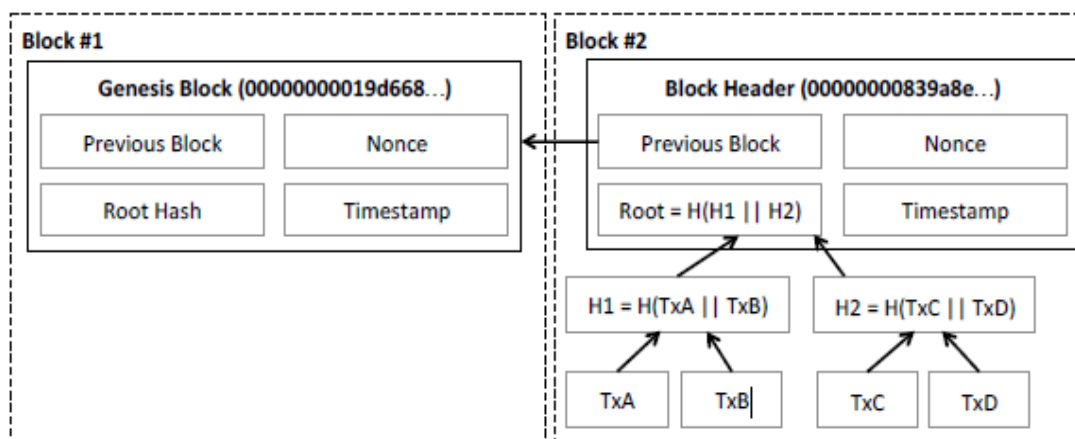 Block #1
Genesis Block (00000000019d668...)
Previous Block
Nonce
Root Hash
Timestamp
Block #2
Block Header (00000000839a8e...)
Previous Block
Nonce
Root = H(H1 || H2)
Timestamp
H1 = H(TxA || TxB)
H2 = H(TxC || TxD)
TxA
TxB
TxC
TxD